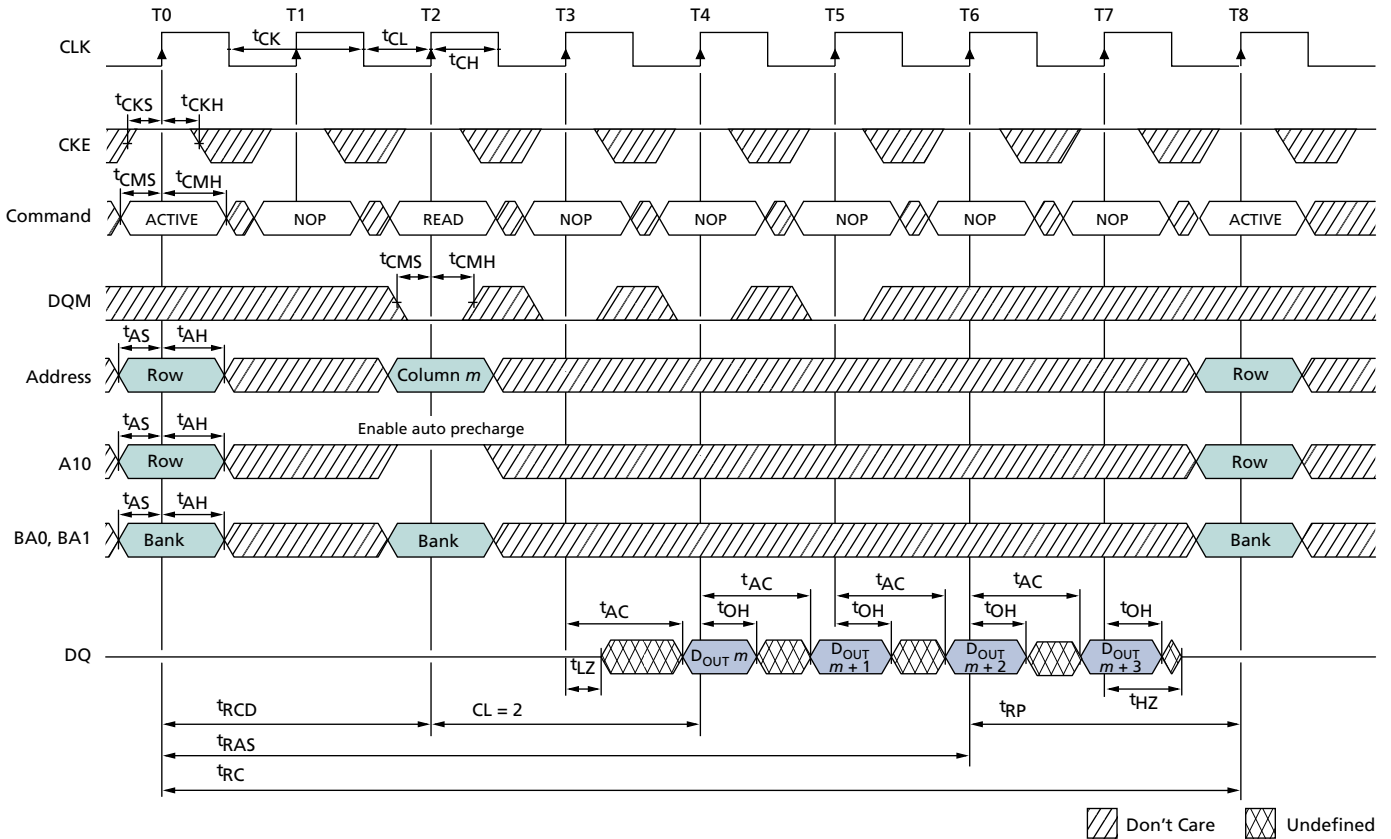 T0 T1 T2 T3 T4 T5 T6 T7 T8
CLK
tCK tCL tCH
tCKS tCKH
CKE
tCMS tCMH
Command ACTIVE NOP READ NOP NOP NOP NOP NOP ACTIVE
tCMS tCMH
DQM
tAS tAH
Address Row Column m Row
tAS tAH Enable auto precharge
A10 Row Row
tAS tAH
BA0, BA1 Bank Bank Bank
tAC tAC tAC
tAC tOH tOH tOH tOH
DQ DOUT m DOUT m + 1 DOUT m + 2 DOUT m + 3
tLZ tHZ
tRCD CL = 2 tRP
tRAS
tRC
Don't Care Undefined